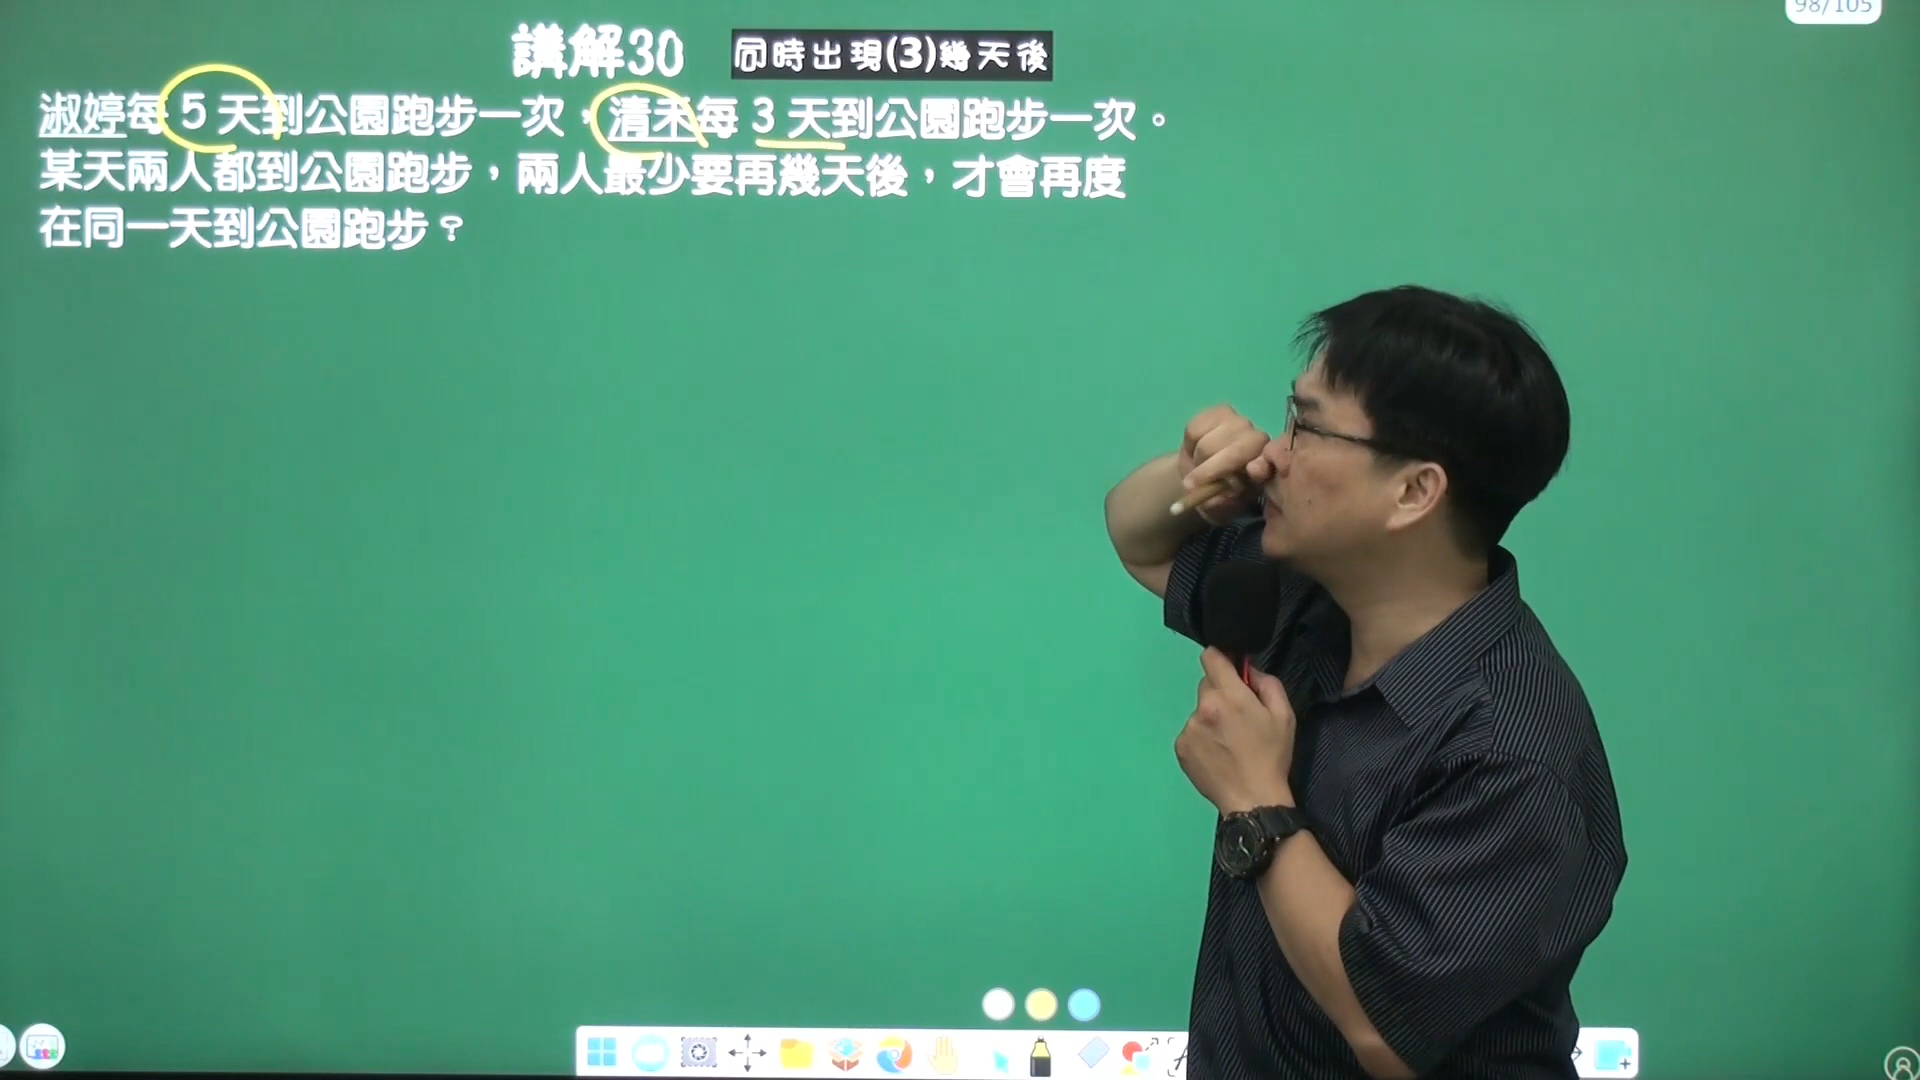 98/105
講解30
同時出現(3)幾天後
淑婷每 5 天到公園跑步一次，清禾每 3 天到公園跑步一次。
某天兩人都到公園跑步，兩人最少要再幾天後，才會再度
在同一天到公園跑步？